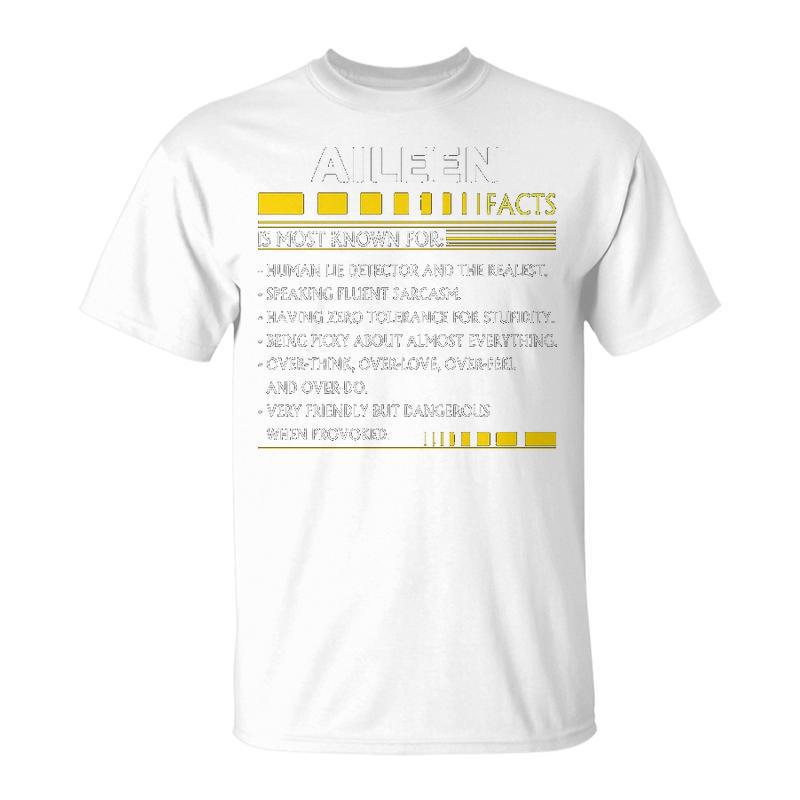 AILEEN
FACTS
IS MOST KNOWN FOR:
- HUMAN LIE DETECTOR AND THE REALEST.
- SPEAKING FLUENT SARCASM.
- HAVING ZERO TOLERANCE FOR STUPIDITY.
- BEING PICKY ABOUT ALMOST EVERYTHING.
- OVER-THINK, OVER-LOVE, OVER-FEEL
AND OVER-DO.
- VERY FRIENDLY BUT DANGEROUS
WHEN PROVOKED.